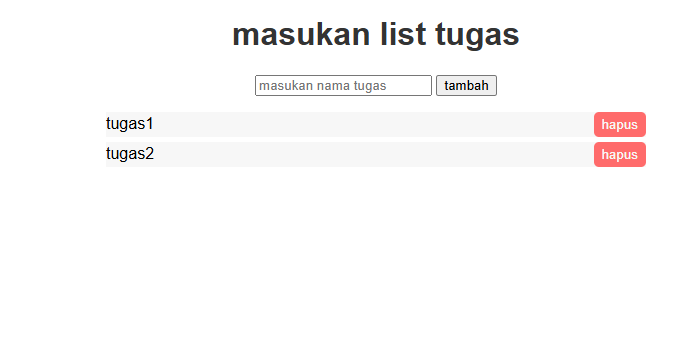 masukan list tugas
masukan nama tugas tambah
tugas1 hapus
tugas2 hapus